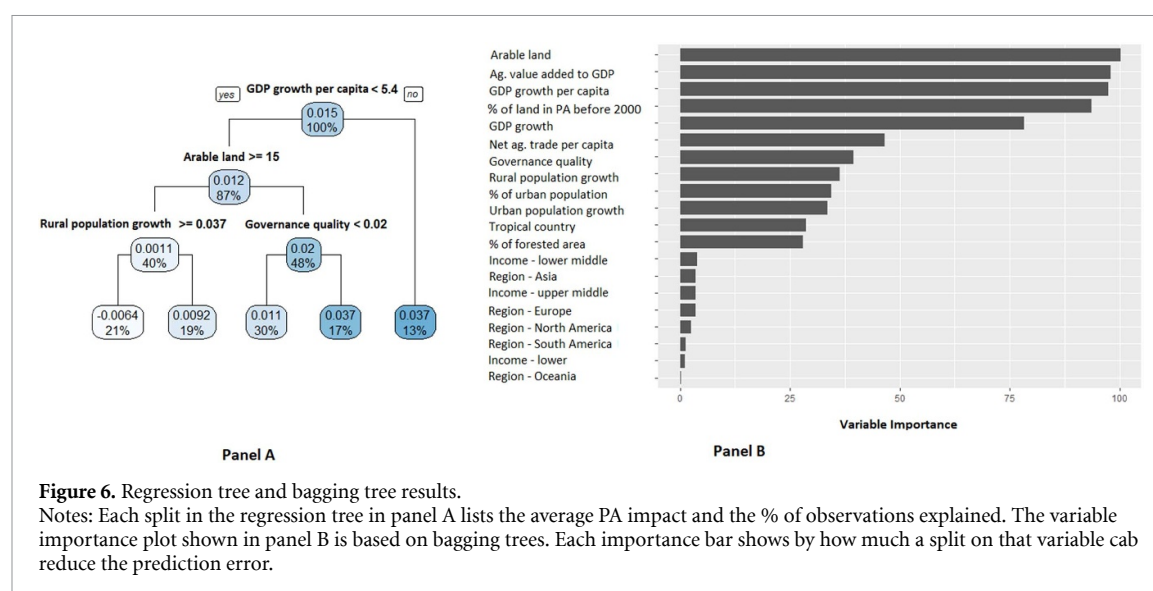 GDP growth per capita < 5.4
yes
no
0.015
100%
Arable land >= 15
0.012
87%
Rural population growth >= 0.037
Governance quality < 0.02
0.0011
40%
0.02
48%
-0.0064
21%
0.0092
19%
0.011
30%
0.037
17%
0.037
13%
Panel A
Arable land
Ag. value added to GDP
GDP growth per capita
% of land in PA before 2000
GDP growth
Net ag. trade per capita
Governance quality
Rural population growth
% of urban population
Urban population growth
Tropical country
% of forested area
Income - lower middle
Region - Asia
Income - upper middle
Region - Europe
Region - North America
Region - South America
Income - lower
Region - Oceania
0
25
50
75
100
Variable Importance
Panel B
Figure 6. Regression tree and bagging tree results.
Notes: Each split in the regression tree in panel A lists the average PA impact and the % of observations explained. The variable
importance plot shown in panel B is based on bagging trees. Each importance bar shows by how much a split on that variable cab
reduce the prediction error.